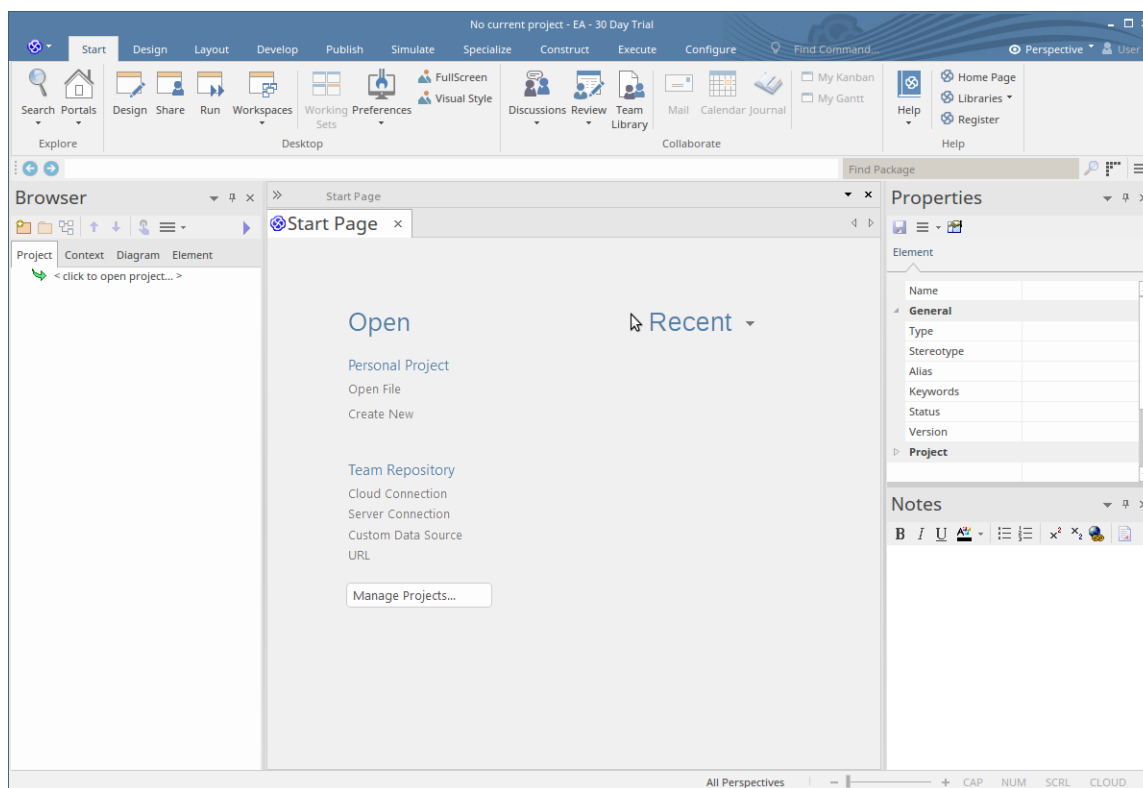 No current project - EA - 30 Day Trial
Start Design Layout Develop Publish Simulate Specialize Construct Execute Configure Find Command... Perspective User
Search Portals Design Share Run Workspaces Working Sets Preferences FullScreen Visual Style Discussions Review Team Library Mail Calendar Journal My Kanban My Gantt Help Home Page Libraries Register
Explore Desktop Collaborate Help
Find Package
Browser
Project Context Diagram Element
< click to open project... >
Start Page
Start Page
Open
Personal Project
Open File
Create New
Team Repository
Cloud Connection
Server Connection
Custom Data Source
URL
Manage Projects...
Recent
Properties
Element
Name
General
Type
Stereotype
Alias
Keywords
Status
Version
Project
Notes
B I U A x² x₂
All Perspectives CAP NUM SCRL CLOUD